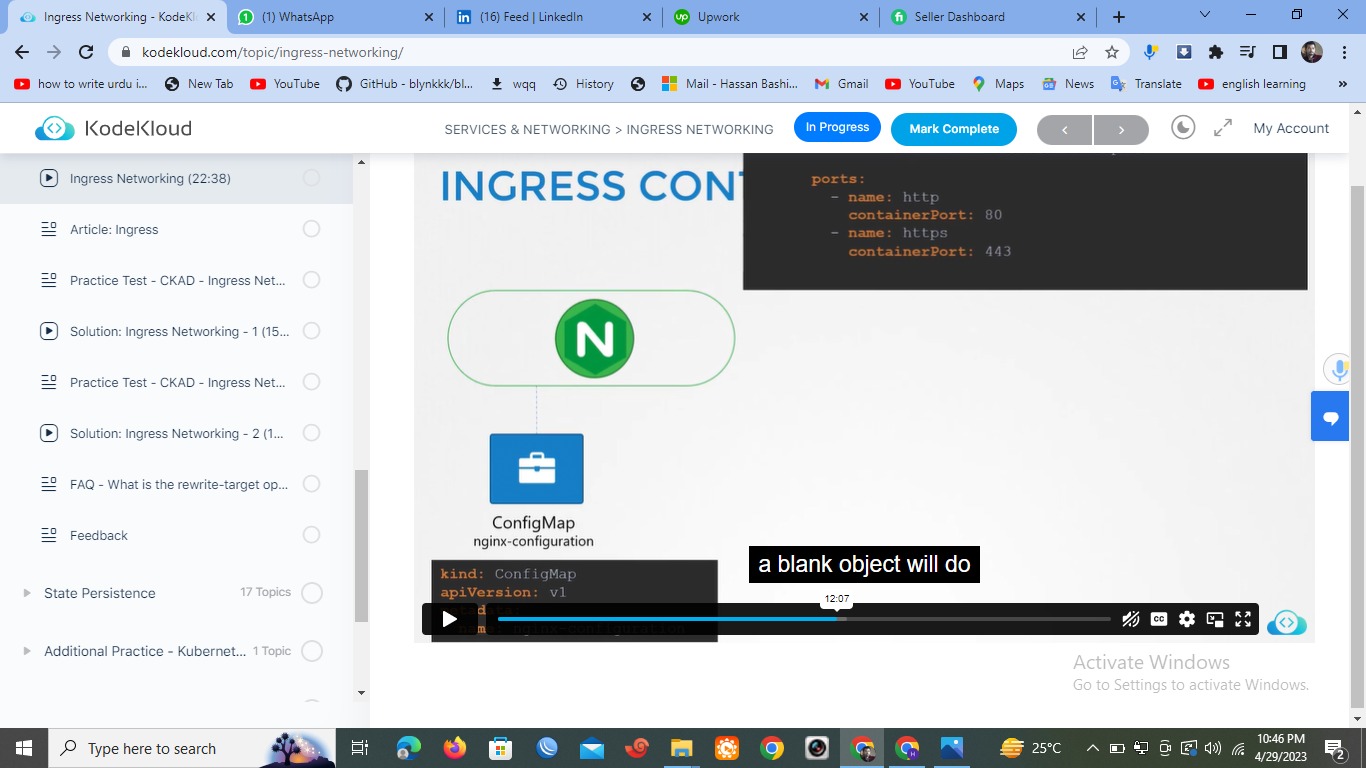 Ingress Networking - KodeKlo
(1) WhatsApp
(16) Feed | LinkedIn
Upwork
Seller Dashboard
kodekloud.com/topic/ingress-networking/
how to write urdu i...
New Tab
YouTube
GitHub - blynkkk/bl...
wqq
History
Mail - Hassan Bashi...
Gmail
YouTube
Maps
News
Translate
english learning
KodeKloud
SERVICES & NETWORKING > INGRESS NETWORKING
In Progress
Mark Complete
My Account
Ingress Networking (22:38)
Article: Ingress
Practice Test - CKAD - Ingress Net...
Solution: Ingress Networking - 1 (15...
Practice Test - CKAD - Ingress Net...
Solution: Ingress Networking - 2 (1...
FAQ - What is the rewrite-target op...
Feedback
State Persistence
17 Topics
Additional Practice - Kubernet...
1 Topic
INGRESS CONT
ports:
- name: http
containerPort: 80
- name: https
containerPort: 443
N
ConfigMap
nginx-configuration
kind: ConfigMap
apiVersion: v1
a blank object will do
12:07
CC
Activate Windows
Go to Settings to activate Windows.
Type here to search
25°C
10:46 PM
4/29/2023
2